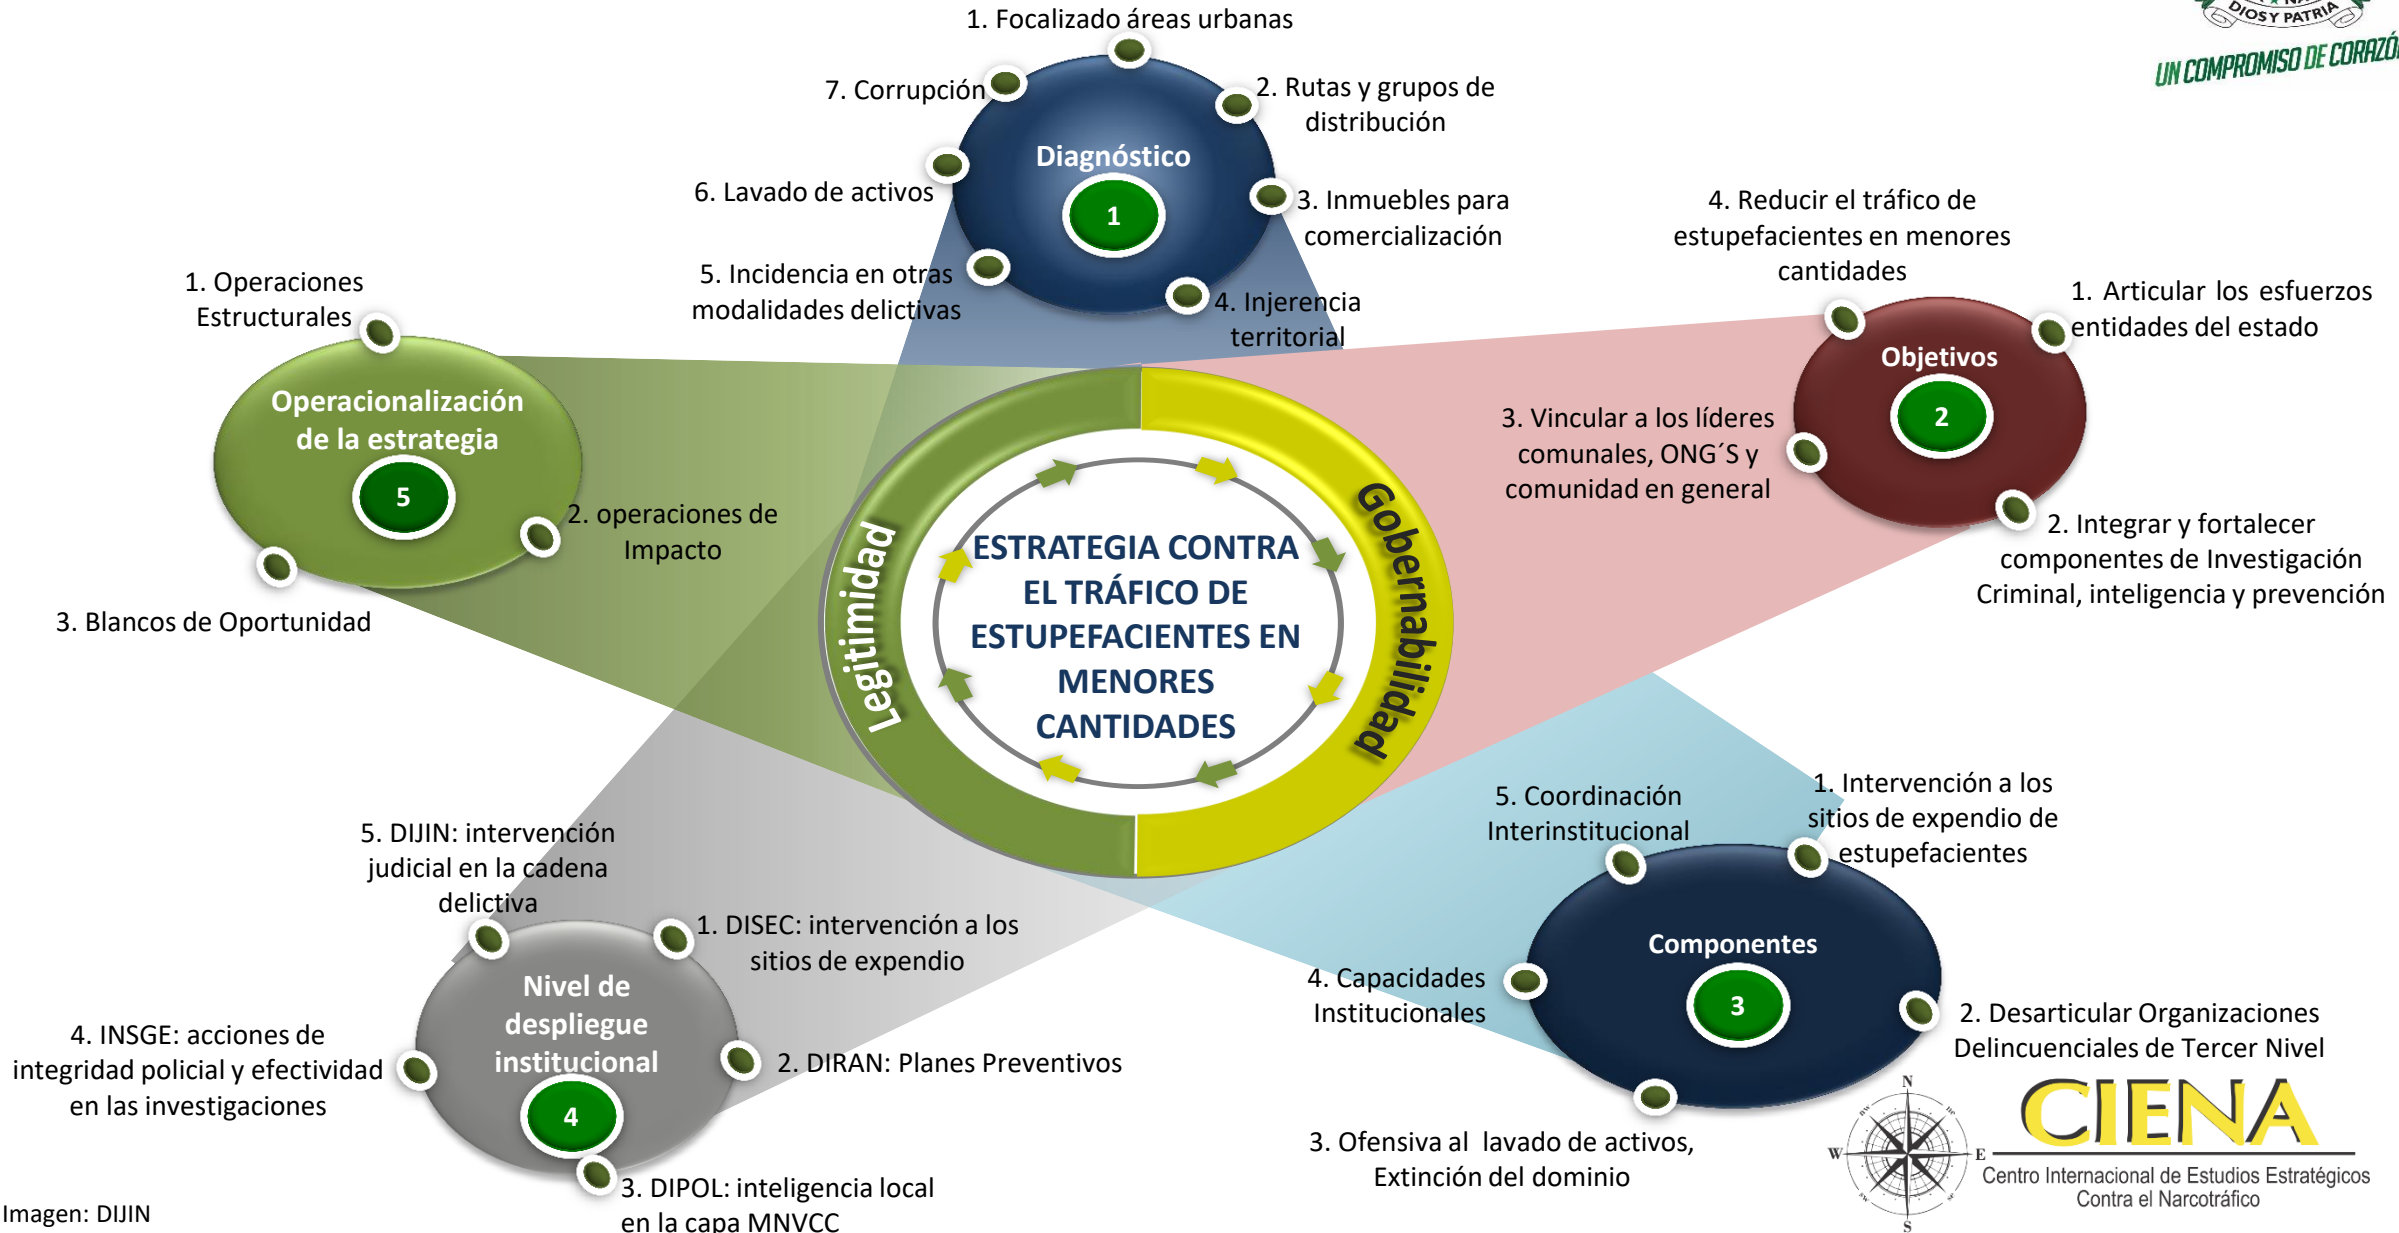 DIOS Y PATRIA
UN COMPROMISO DE CORAZÓN
1. Focalizado áreas urbanas
7. Corrupción
2. Rutas y grupos de
distribución
Diagnóstico
1
6. Lavado de activos
3. Inmuebles para
comercialización
5. Incidencia en otras
modalidades delictivas
4. Injerencia
territorial
4. Reducir el tráfico de
estupefacientes en menores
cantidades
1. Articular los esfuerzos
entidades del estado
Objetivos
2
3. Vincular a los líderes
comunales, ONG´S y
comunidad en general
2. Integrar y fortalecer
componentes de Investigación
Criminal, inteligencia y prevención
1. Operaciones
Estructurales
Operacionalización
de la estrategia
5
2. operaciones de
Impacto
3. Blancos de Oportunidad
Legitimidad
Gobernabilidad
ESTRATEGIA CONTRA
EL TRÁFICO DE
ESTUPEFACIENTES EN
MENORES
CANTIDADES
5. Coordinación
Interinstitucional
1. Intervención a los
sitios de expendio de
estupefacientes
Componentes
3
4. Capacidades
Institucionales
2. Desarticular Organizaciones
Delincuenciales de Tercer Nivel
3. Ofensiva al lavado de activos,
Extinción del dominio
5. DIJIN: intervención
judicial en la cadena
delictiva
1. DISEC: intervención a los
sitios de expendio
Nivel de
despliegue
institucional
4
4. INSGE: acciones de
integridad policial y efectividad
en las investigaciones
2. DIRAN: Planes Preventivos
3. DIPOL: inteligencia local
en la capa MNVCC
Imagen: DIJIN
N
W
E
S
CIENA
Centro Internacional de Estudios Estratégicos
Contra el Narcotráfico